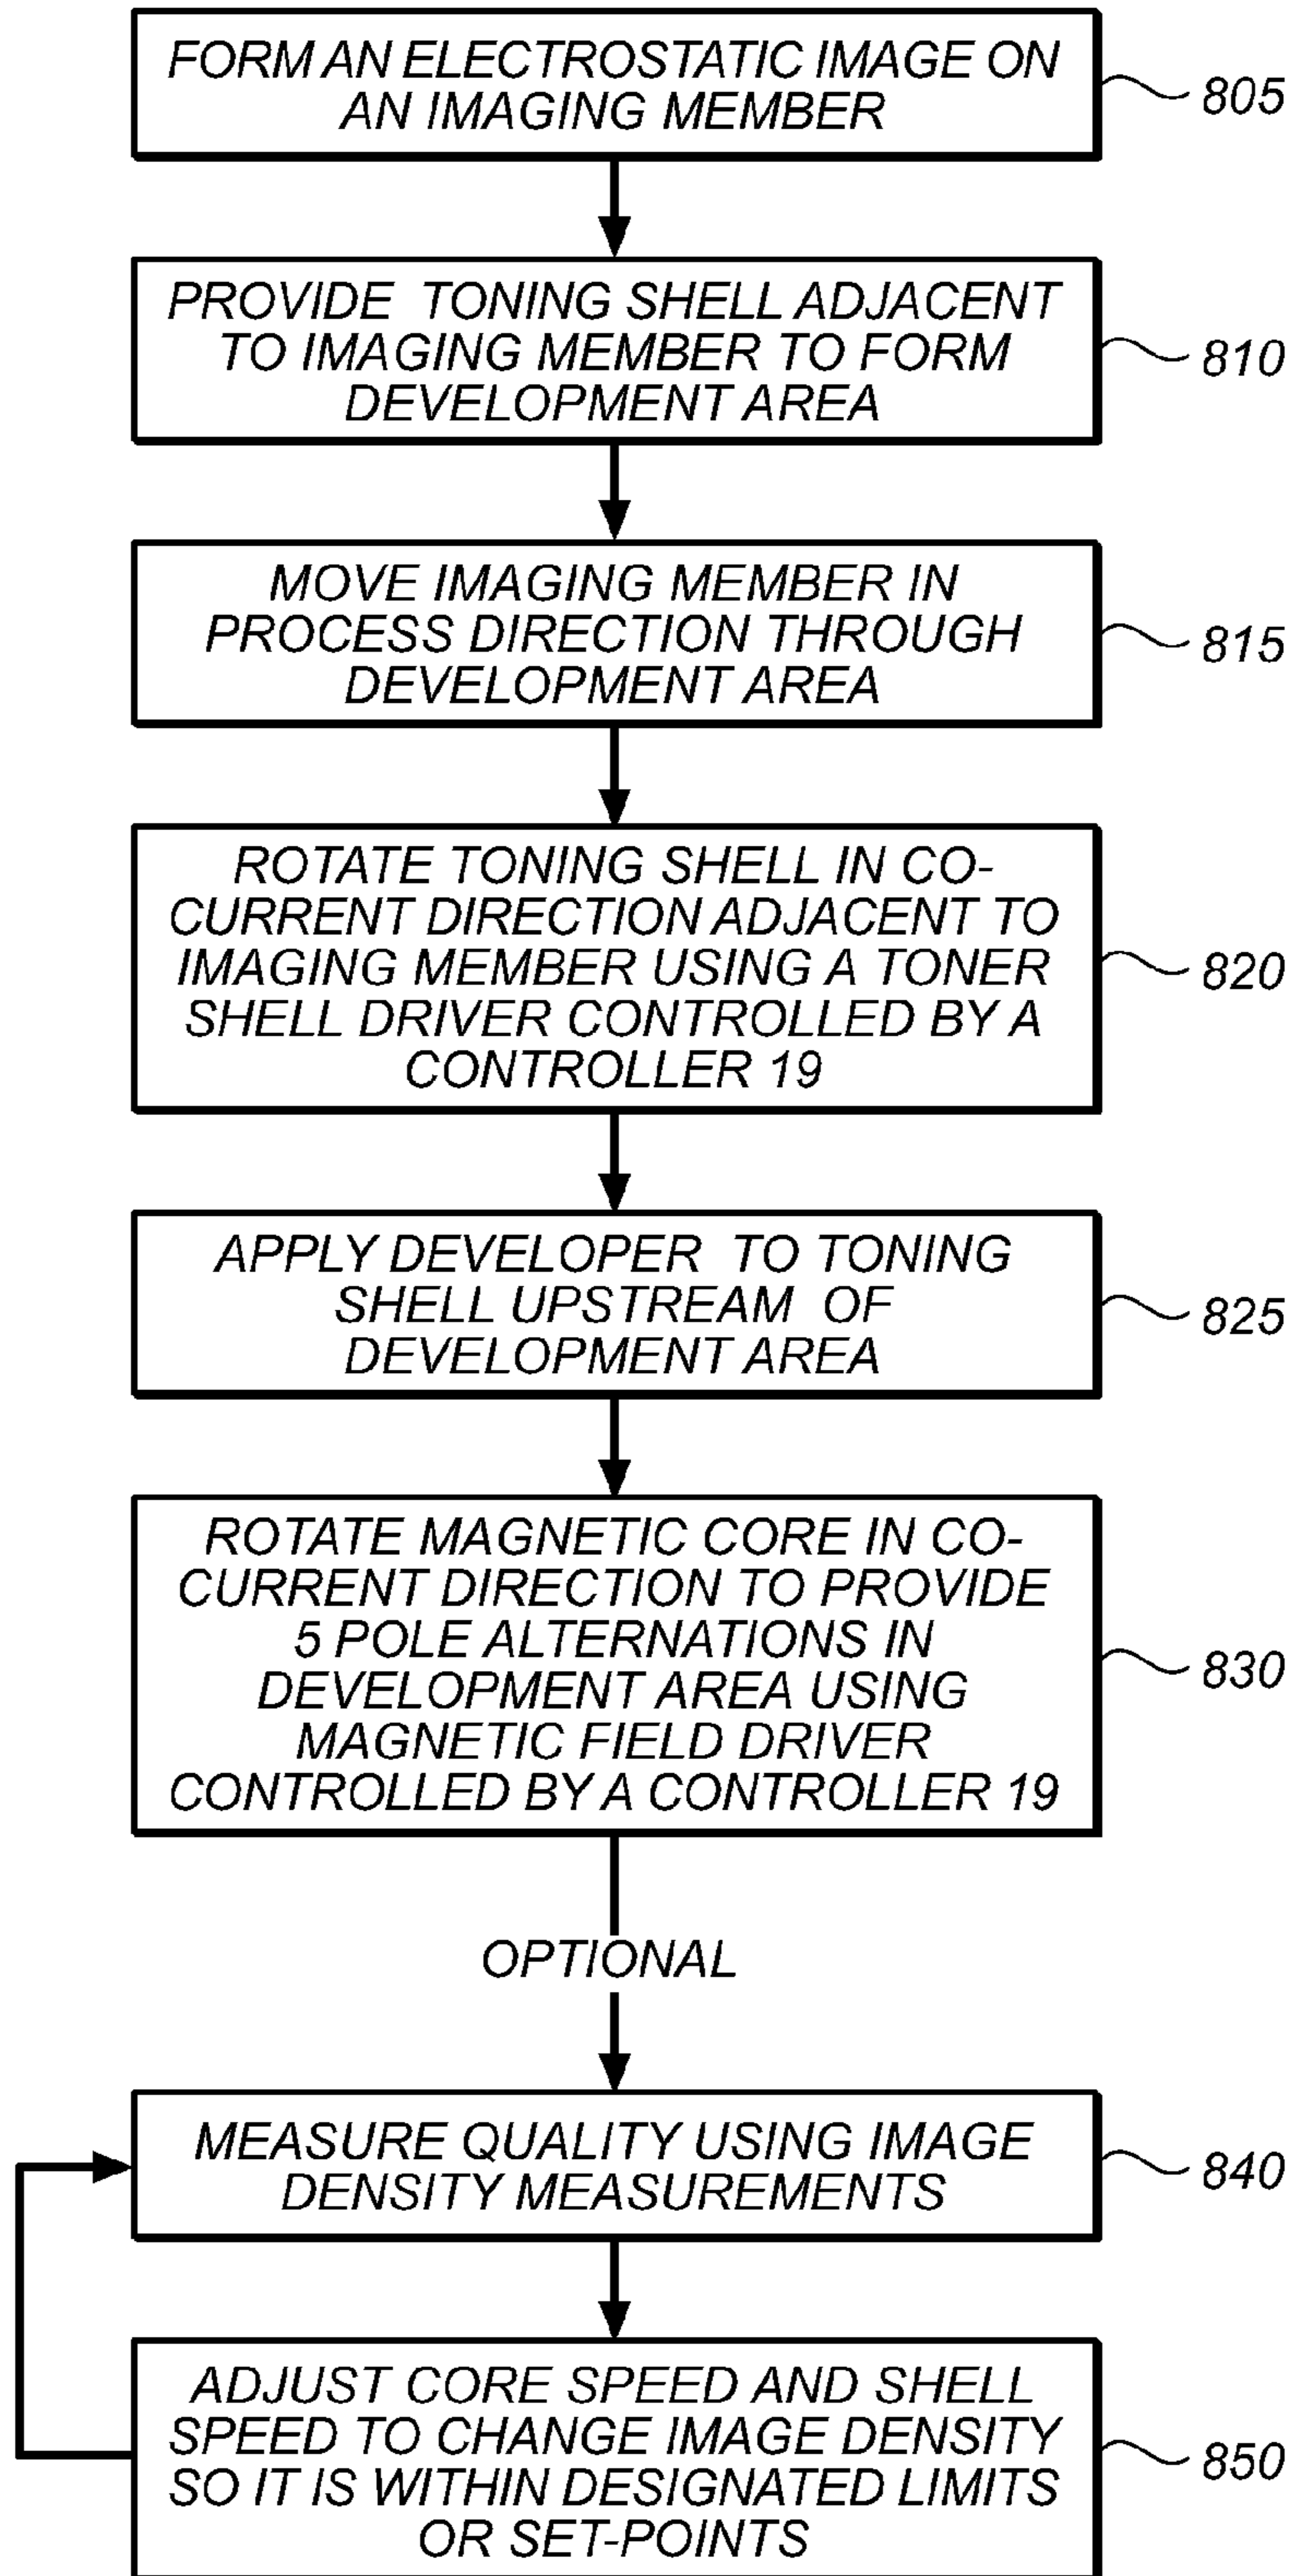 FORM AN ELECTROSTATIC IMAGE ON
AN IMAGING MEMBER
805
PROVIDE TONING SHELL ADJACENT
TO IMAGING MEMBER TO FORM
DEVELOPMENT AREA
810
MOVE IMAGING MEMBER IN
PROCESS DIRECTION THROUGH
DEVELOPMENT AREA
815
ROTATE TONING SHELL IN CO-
CURRENT DIRECTION ADJACENT TO
IMAGING MEMBER USING A TONER
SHELL DRIVER CONTROLLED BY A
CONTROLLER 19
820
APPLY DEVELOPER TO TONING
SHELL UPSTREAM OF
DEVELOPMENT AREA
825
ROTATE MAGNETIC CORE IN CO-
CURRENT DIRECTION TO PROVIDE
5 POLE ALTERNATIONS IN
DEVELOPMENT AREA USING
MAGNETIC FIELD DRIVER
CONTROLLED BY A CONTROLLER 19
830
OPTIONAL
MEASURE QUALITY USING IMAGE
DENSITY MEASUREMENTS
840
ADJUST CORE SPEED AND SHELL
SPEED TO CHANGE IMAGE DENSITY
SO IT IS WITHIN DESIGNATED LIMITS
OR SET-POINTS
850